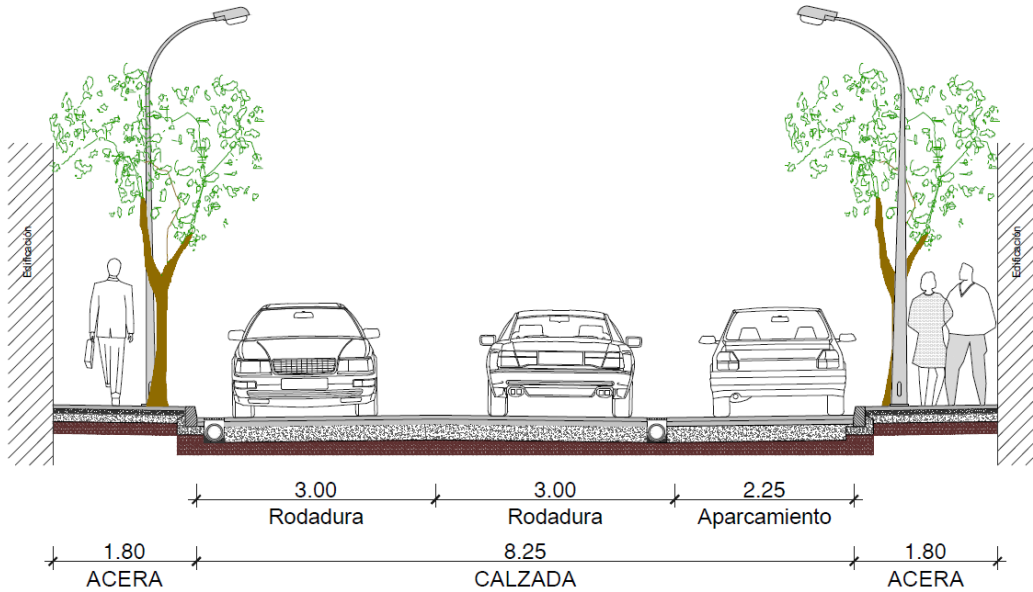 Edificación
Edificación
3.00 3.00 2.25
Rodadura Rodadura Aparcamiento
1.80 8.25 1.80
ACERA CALZADA ACERA